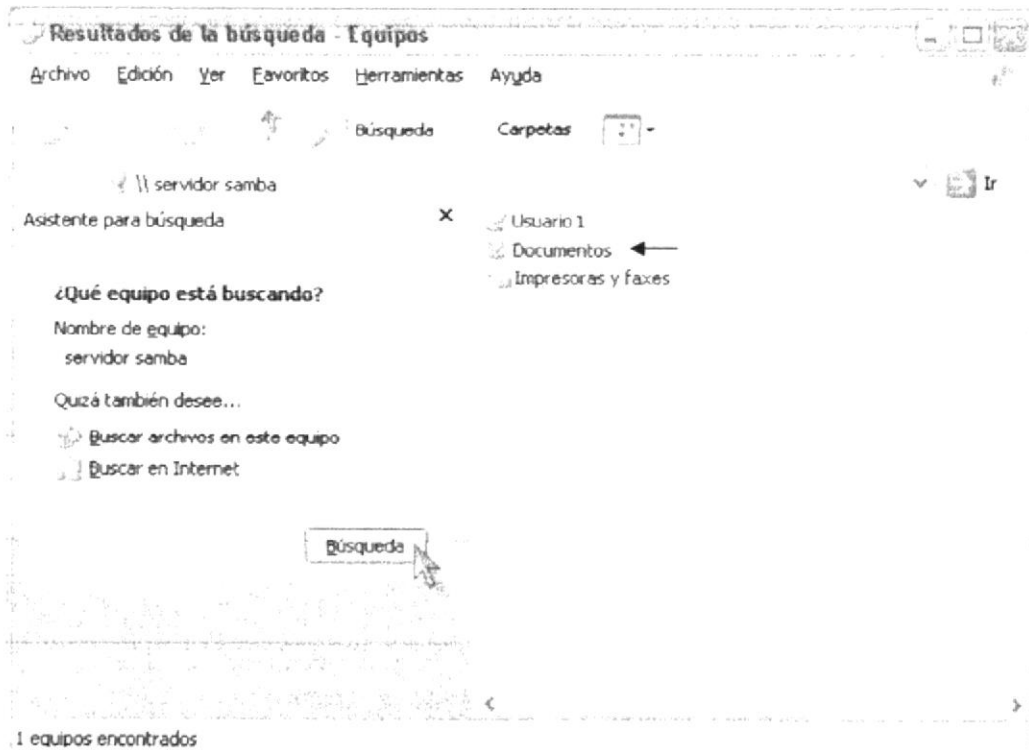 Resultados de la búsqueda - Equipos
Archivo Edición Ver Favoritos Herramientas Ayuda
Búsqueda Carpetas
\\ servidor samba Ir
Asistente para búsqueda
¿Qué equipo está buscando?
Nombre de equipo:
servidor samba
Quizá también desee...
Buscar archivos en este equipo
Buscar en Internet
Búsqueda
Usuario 1
Documentos
Impresoras y faxes
1 equipos encontrados